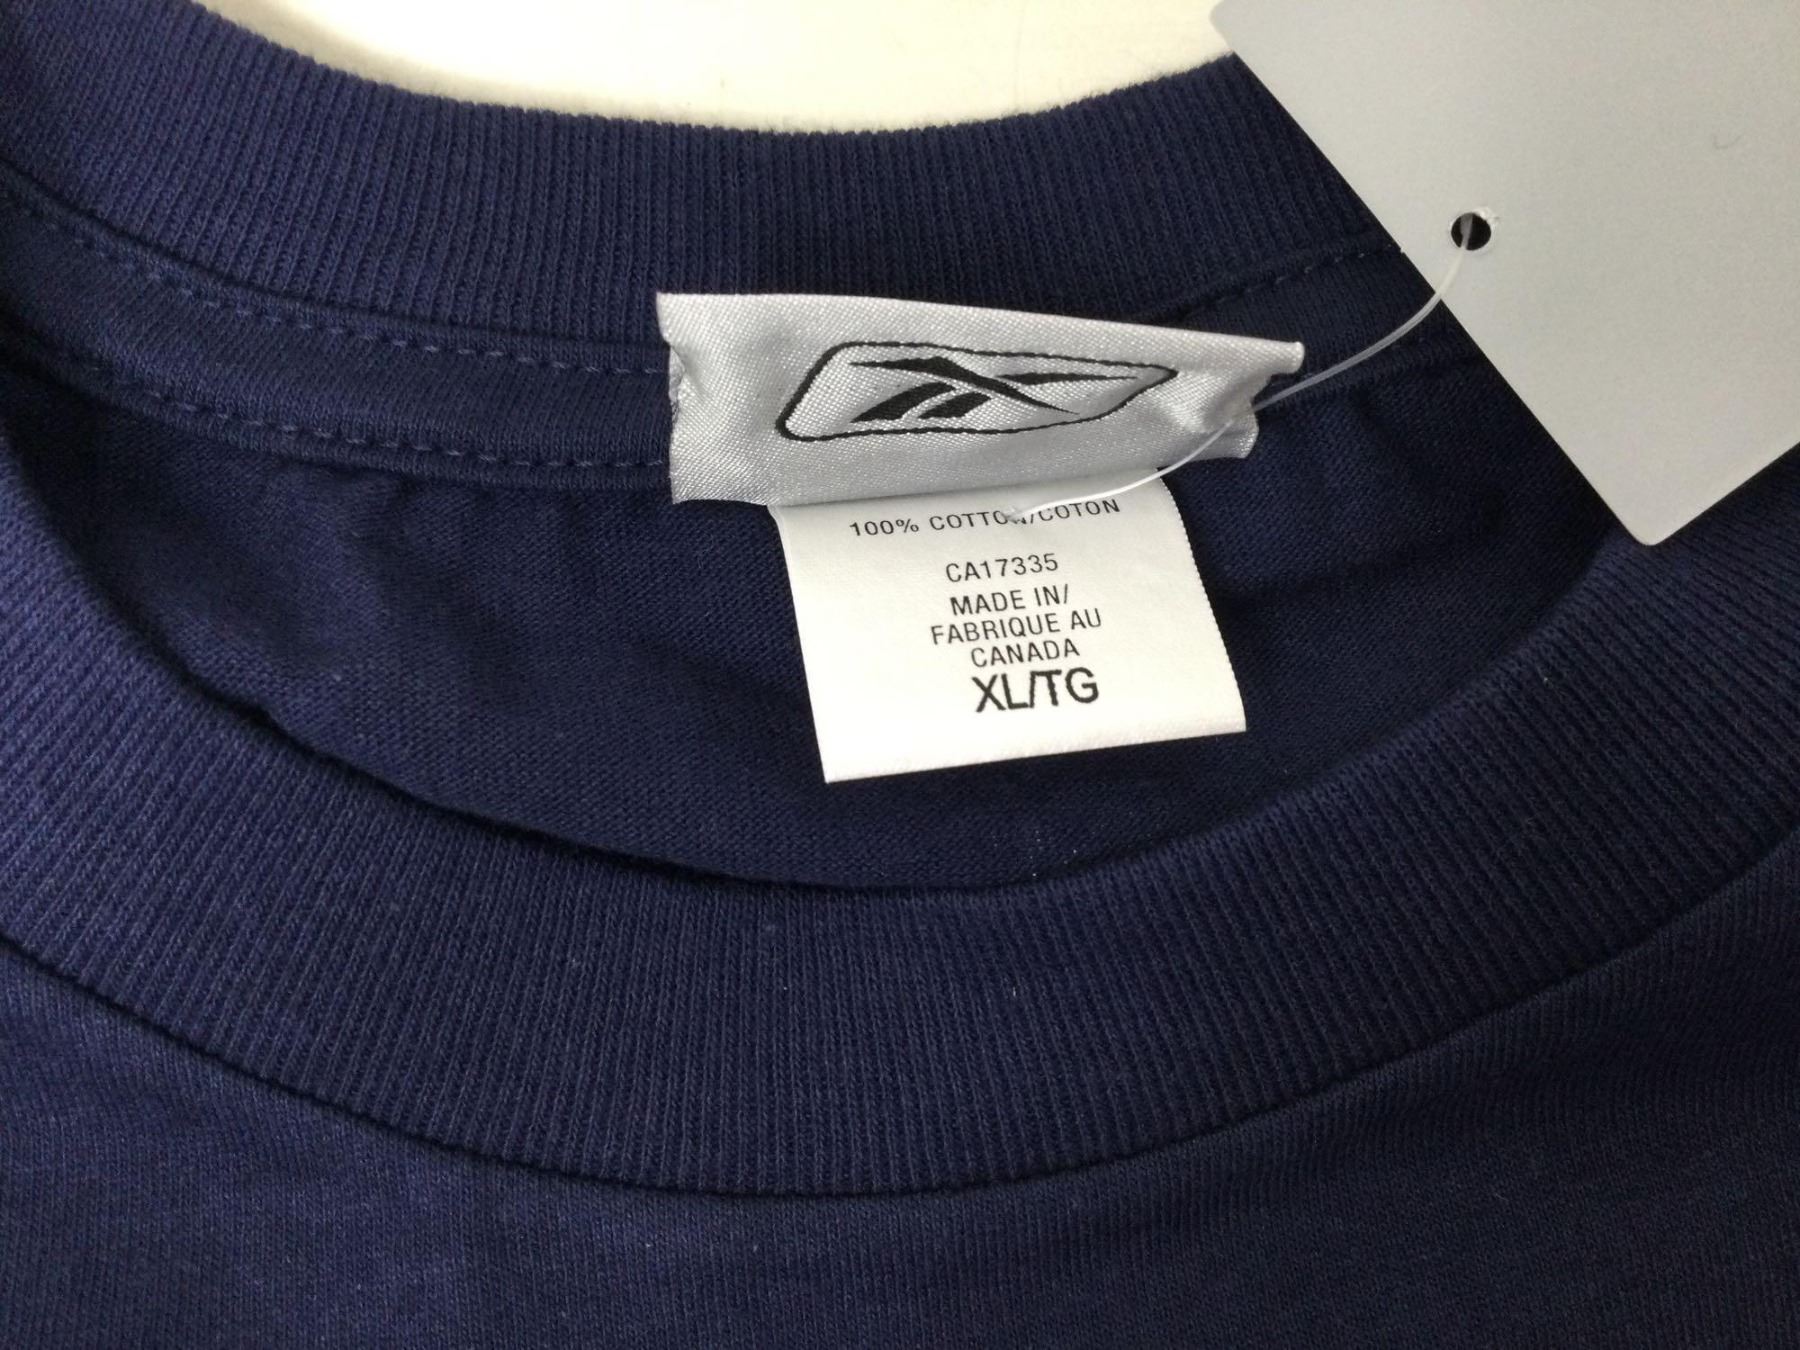 100% COTTON/COTON
CA17335
MADE IN/
FABRIQUE AU
CANADA
XL/TG